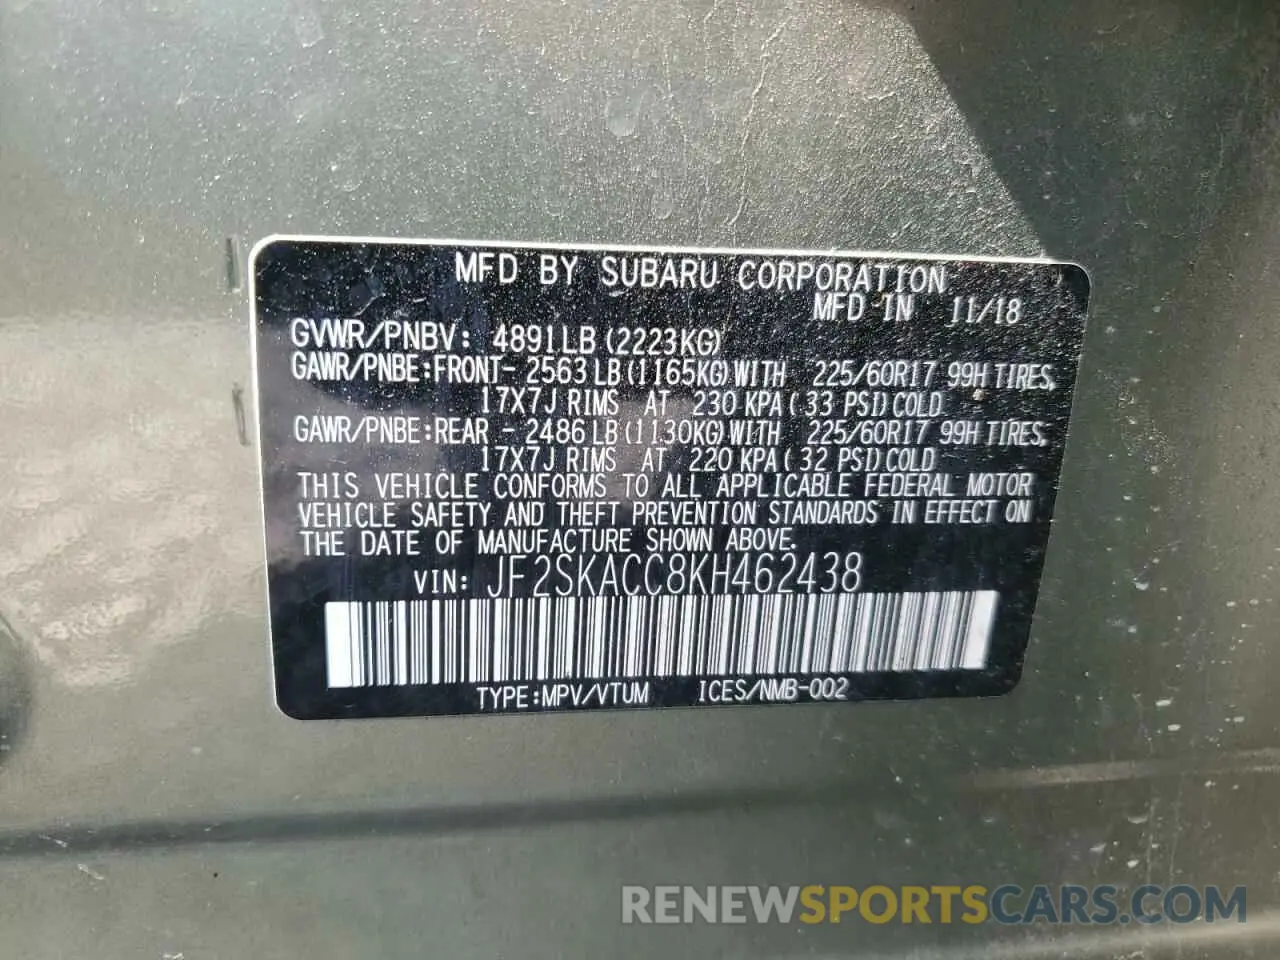 MFD BY SUBARU CORPORATION
MFD IN 11/18
GVWR/PNBV: 4891LB (2223KG)
GAWR/PNBE:FRONT- 2563 LB (1165KG) WITH 225/60R17 99H TIRES,
17X7J RIMS AT 230 KPA ( 33 PSI) COLD
GAWR/PNBE:REAR - 2486 LB (1130KG) WITH 225/60R17 99H TIRES,
17X7J RIMS AT 220 KPA ( 32 PSI) COLD
THIS VEHICLE CONFORMS TO ALL APPLICABLE FEDERAL MOTOR
VEHICLE SAFETY AND THEFT PREVENTION STANDARDS IN EFFECT ON
THE DATE OF MANUFACTURE SHOWN ABOVE.
VIN: JF2SKACC8KH462438
TYPE:MPV/VTUM ICES/NMB-002
RENEWSPORTSCARS.COM